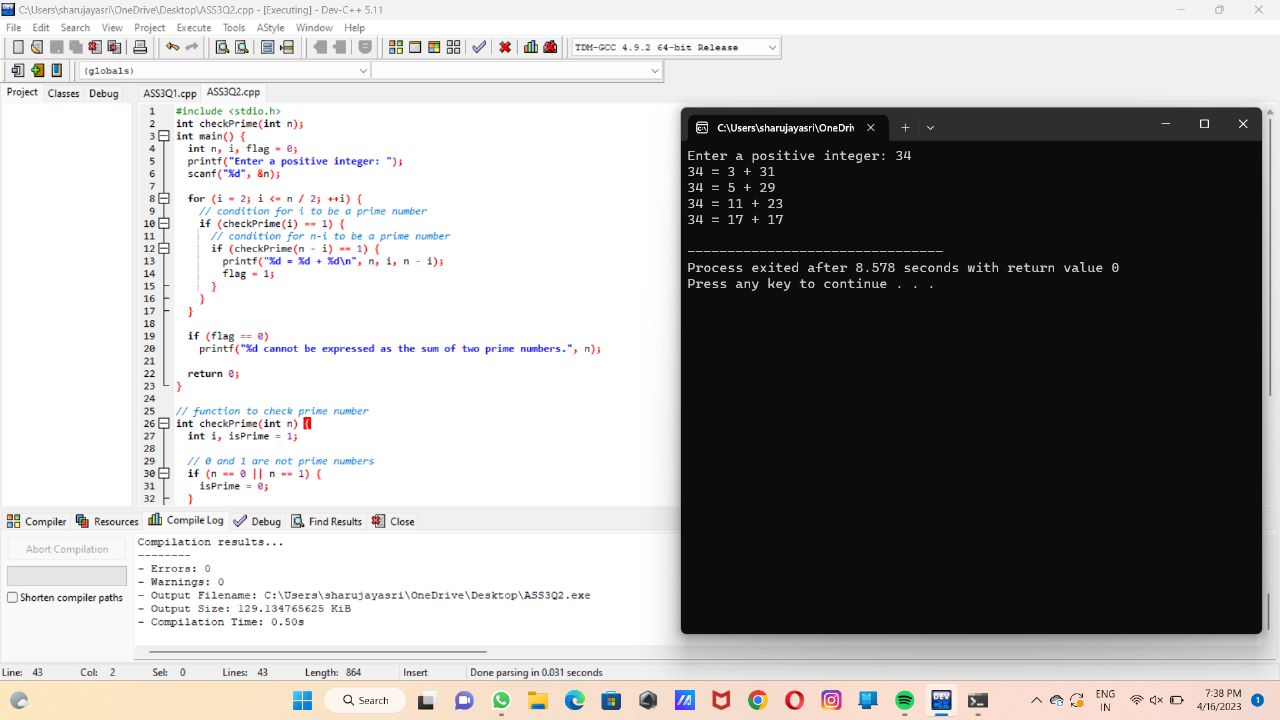 C:\Users\sharujayasri\OneDrive\Desktop\ASS3Q2.cpp - [Executing] - Dev-C++ 5.11
File Edit Search View Project Execute Tools AStyle Window Help
TDM-GCC 4.9.2 64-bit Release
(globals)
Project Classes Debug
ASS3Q1.cpp ASS3Q2.cpp
1 #include <stdio.h>
2 int checkPrime(int n);
3 int main() {
4 int n, i, flag = 0;
5 printf("Enter a positive integer: ");
6 scanf("%d", &n);
7
8 for (i = 2; i <= n / 2; ++i) {
9 // condition for i to be a prime number
10 if (checkPrime(i) == 1) {
11 // condition for n-i to be a prime number
12 if (checkPrime(n - i) == 1) {
13 printf("%d = %d + %d\n", n, i, n - i);
14 flag = 1;
15 }
16 }
17 }
18
19 if (flag == 0)
20 printf("%d cannot be expressed as the sum of two prime numbers.", n);
21
22 return 0;
23 }
24
25 // function to check prime number
26 int checkPrime(int n) {
27 int i, isPrime = 1;
28
29 // 0 and 1 are not prime numbers
30 if (n == 0 || n == 1) {
31 isPrime = 0;
32 }
C:\Users\sharujayasri\OneDri
Enter a positive integer: 34
34 = 3 + 31
34 = 5 + 29
34 = 11 + 23
34 = 17 + 17
--------------------------------
Process exited after 8.578 seconds with return value 0
Press any key to continue . . .
Compiler Resources Compile Log Debug Find Results Close
Abort Compilation
Shorten compiler paths
Compilation results...
--------
- Errors: 0
- Warnings: 0
- Output Filename: C:\Users\sharujayasri\OneDrive\Desktop\ASS3Q2.exe
- Output Size: 129.134765625 KiB
- Compilation Time: 0.50s
Line: 43 Col: 2 Sel: 0 Lines: 43 Length: 864 Insert Done parsing in 0.031 seconds
Search
DEV
ENG
IN
7:38 PM
4/16/2023
1